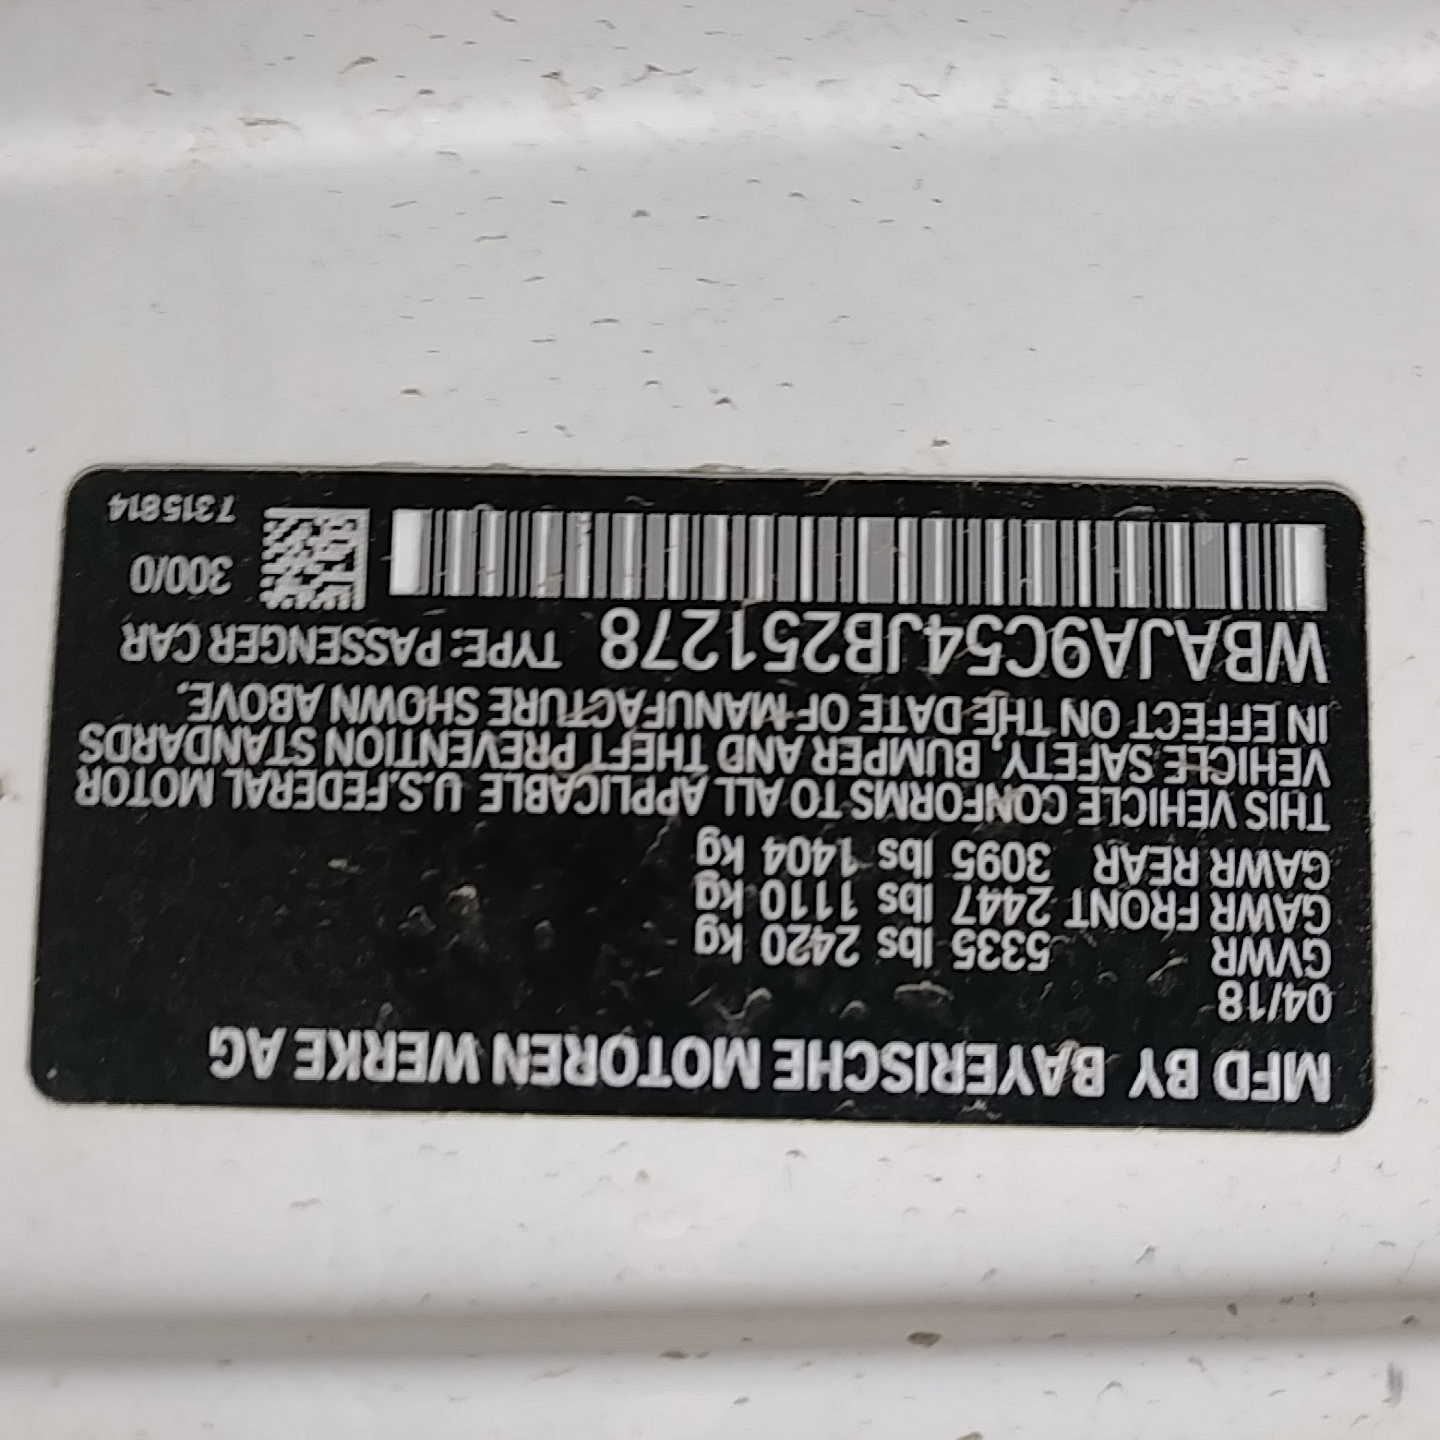 MFD BY BAYERISCHE MOTOREN WERKE AG
04/18
GVWR 5335 lbs 2420 kg
GAWR FRONT 2447 lbs 1110 kg
GAWR REAR 3095 lbs 1404 kg
THIS VEHICLE CONFORMS TO ALL APPLICABLE U.S.FEDERAL MOTOR
VEHICLE SAFETY, BUMPER AND THEFT PREVENTION STANDARDS
IN EFFECT ON THE DATE OF MANUFACTURE SHOWN ABOVE.
WBAJA9C54JB251278 TYPE: PASSENGER CAR
300/0
7315814